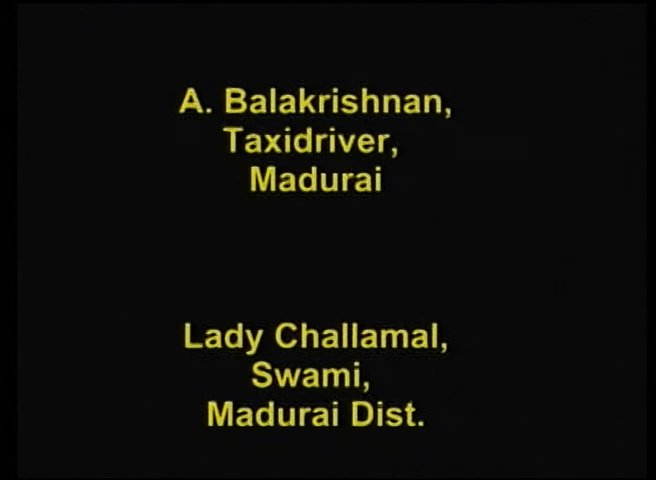 A. Balakrishnan,
Taxidriver,
Madurai
Lady Challamal,
Swami,
Madurai Dist.